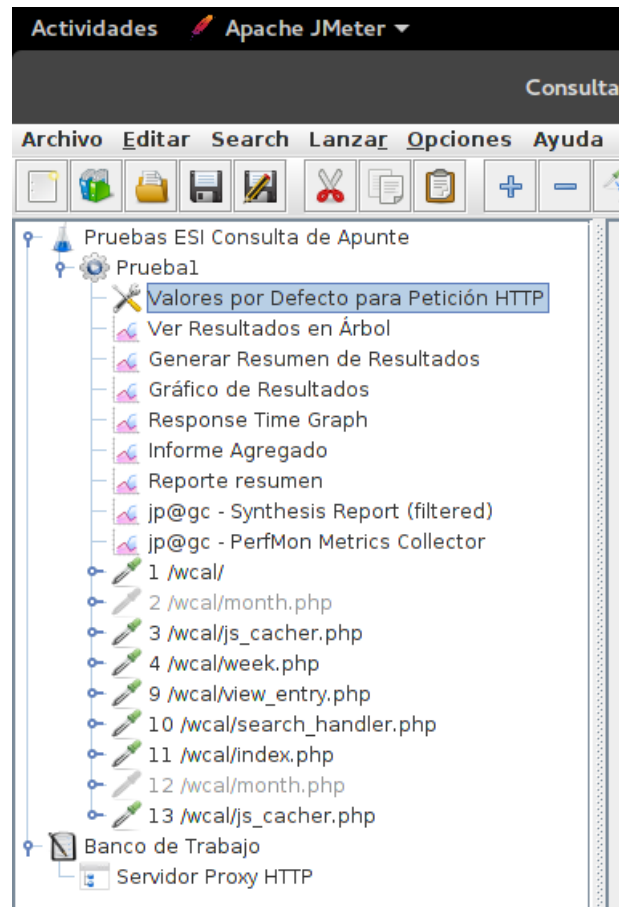 Actividades Apache JMeter
Consulta
Archivo Editar Search Lanzar Opciones Ayuda
Pruebas ESI Consulta de Apunte
Prueba1
Valores por Defecto para Petición HTTP
Ver Resultados en Árbol
Generar Resumen de Resultados
Gráfico de Resultados
Response Time Graph
Informe Agregado
Reporte resumen
jp@gc - Synthesis Report (filtered)
jp@gc - PerfMon Metrics Collector
1 /wcal/
2 /wcal/month.php
3 /wcal/js_cacher.php
4 /wcal/week.php
9 /wcal/view_entry.php
10 /wcal/search_handler.php
11 /wcal/index.php
12 /wcal/month.php
13 /wcal/js_cacher.php
Banco de Trabajo
Servidor Proxy HTTP